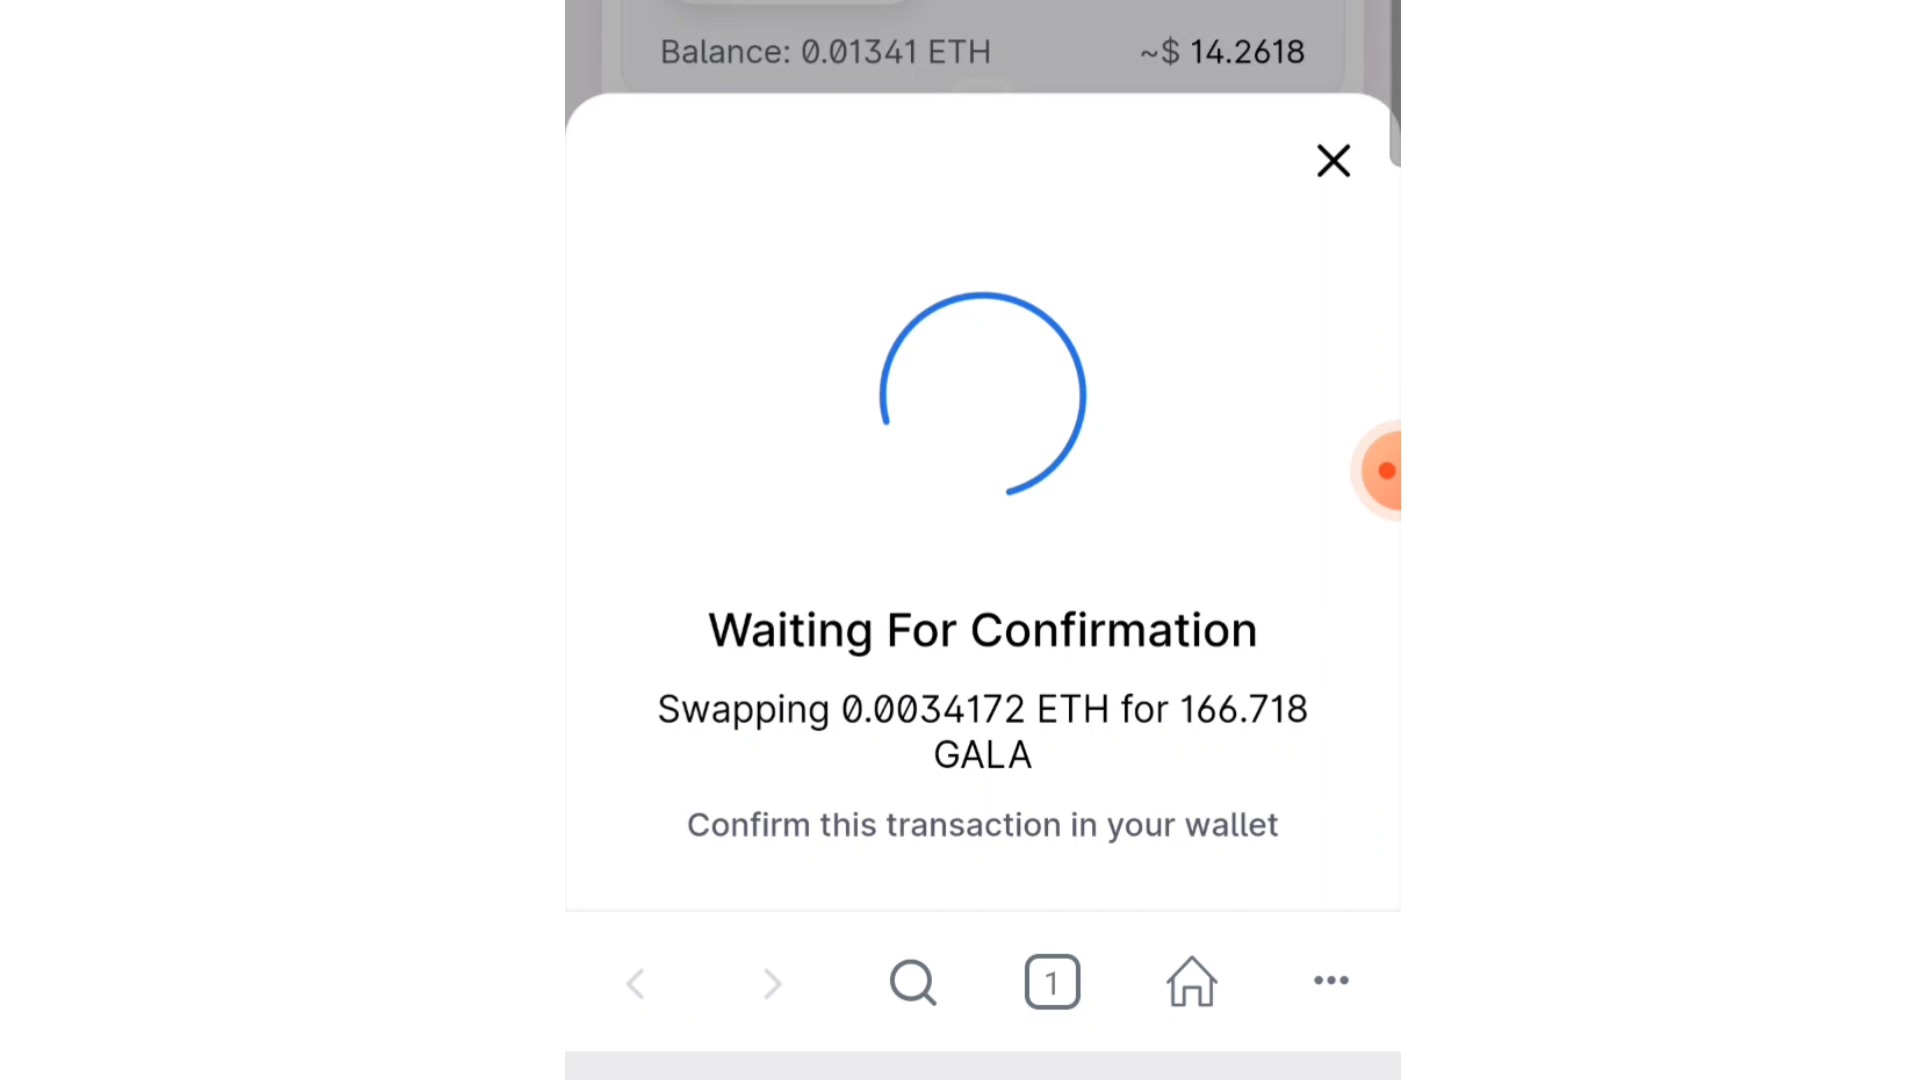 Balance: 0.01341 ETH ~$ 14.2618
Waiting For Confirmation
Swapping 0.0034172 ETH for 166.718
GALA
Confirm this transaction in your wallet
1